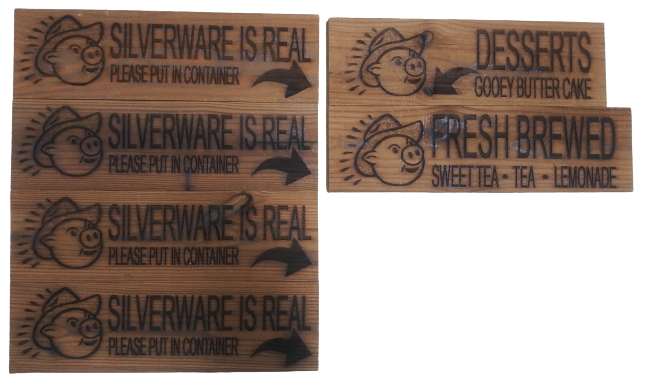 SILVERWARE IS REAL
PLEASE PUT IN CONTAINER
SILVERWARE IS REAL
PLEASE PUT IN CONTAINER
SILVERWARE IS REAL
PLEASE PUT IN CONTAINER
SILVERWARE IS REAL
PLEASE PUT IN CONTAINER
DESSERTS
GOOEY BUTTER CAKE
FRESH BREWED
SWEET TEA • TEA • LEMONADE